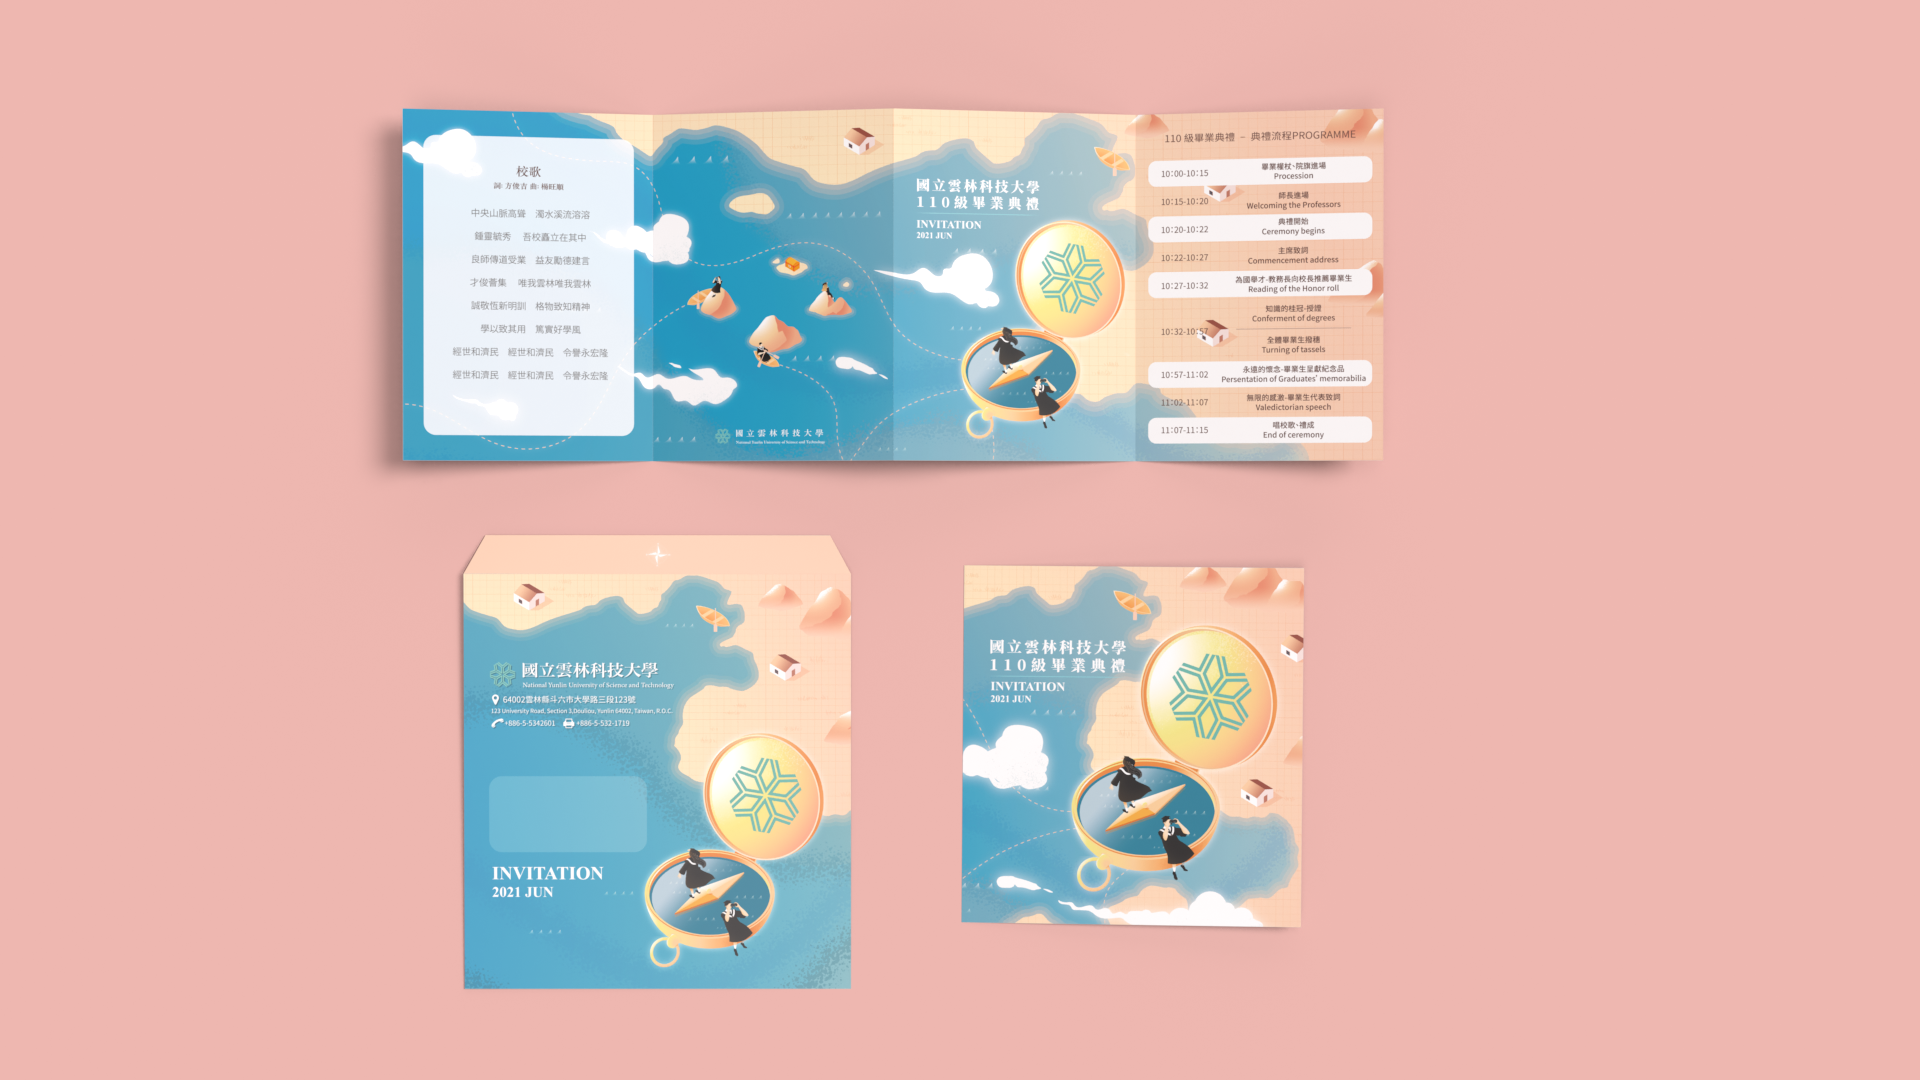 校歌
詞: 方俊吉 曲: 楊旺順
中央山脈高聳 濁水溪流溶溶
鍾靈毓秀 吾校矗立在其中
良師傳道受業 益友勵德建言
才俊薈集 唯我雲林唯我雲林
誠敬恆新明訓 格物致知精神
學以致其用 篤實好學風
經世和濟民 經世和濟民 令譽永宏隆
經世和濟民 經世和濟民 令譽永宏隆
國立雲林科技大學
National Yunlin University of Science and Technology
國立雲林科技大學
110級畢業典禮
INVITATION
2021 JUN
110 級畢業典禮 – 典禮流程PROGRAMME
10:00-10:15 畢業權杖、院旗進場
Procession
10:15-10:20 師長進場
Welcoming the Professors
10:20-10:22 典禮開始
Ceremony begins
10:22-10:27 主席致詞
Commencement address
10:27-10:32 為國舉才-教務長向校長推薦畢業生
Reading of the Honor roll
10:32-10:57 知識的桂冠-授證
Conferment of degrees
全體畢業生撥穗
Turning of tassels
10:57-11:02 永遠的懷念-畢業生呈獻紀念品
Persentation of Graduates' memorabilia
11:02-11:07 無限的感激-畢業生代表致詞
Valedictorian speech
11:07-11:15 唱校歌、禮成
End of ceremony
國立雲林科技大學
National Yunlin University of Science and Technology
64002雲林縣斗六市大學路三段123號
123 University Road, Section 3,Douliou, Yunlin 64002, Taiwan, R.O.C.
+886-5-5342601 +886-5-532-1719
INVITATION
2021 JUN
國立雲林科技大學
110級畢業典禮
INVITATION
2021 JUN